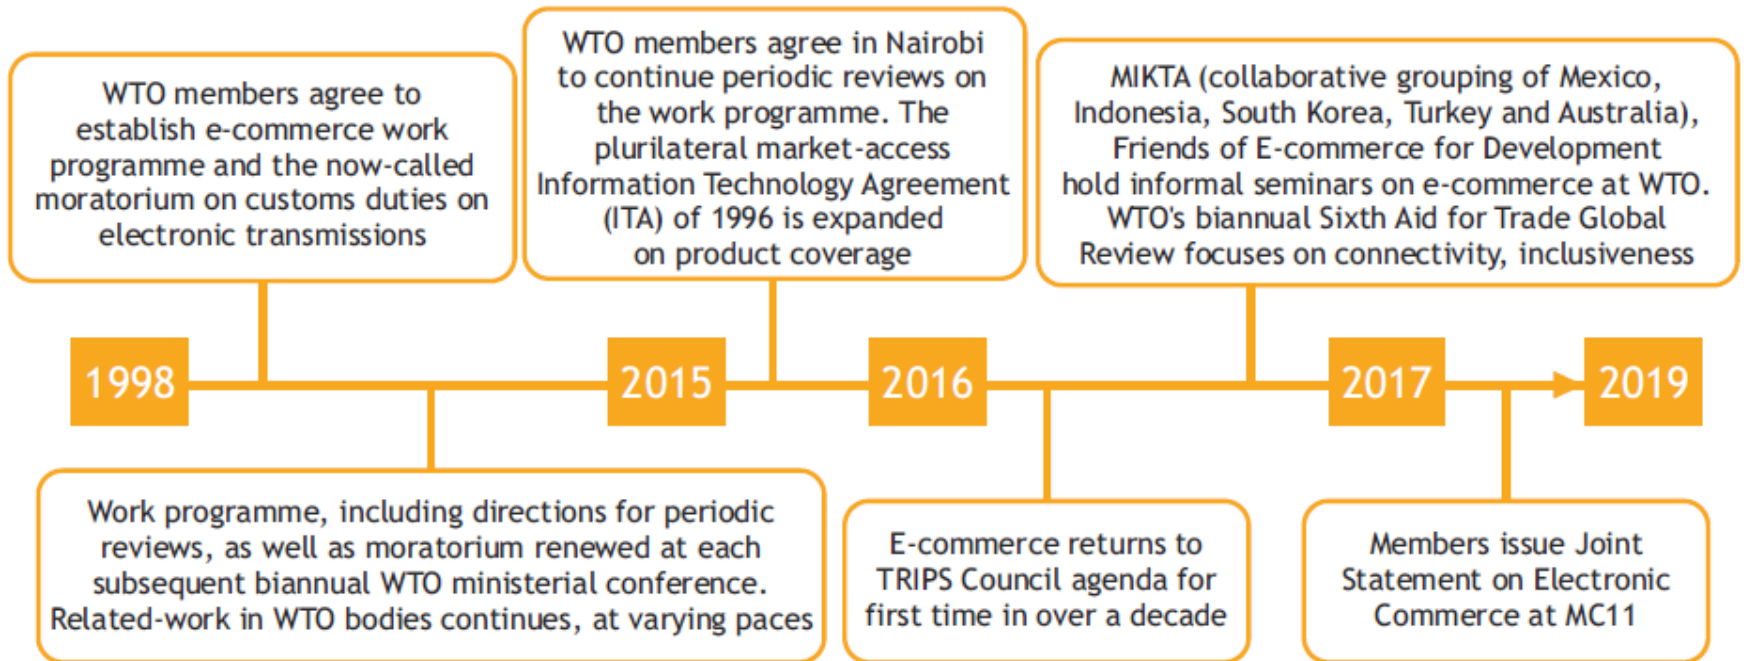 WTO members agree to
establish e-commerce work
programme and the now-called
moratorium on customs duties on
electronic transmissions
WTO members agree in Nairobi
to continue periodic reviews on
the work programme. The
plurilateral market-access
Information Technology Agreement
(ITA) of 1996 is expanded
on product coverage
MIKTA (collaborative grouping of Mexico,
Indonesia, South Korea, Turkey and Australia),
Friends of E-commerce for Development
hold informal seminars on e-commerce at WTO.
WTO's biannual Sixth Aid for Trade Global
Review focuses on connectivity, inclusiveness
1998
2015
2016
2017
2019
Work programme, including directions for periodic
reviews, as well as moratorium renewed at each
subsequent biannual WTO ministerial conference.
Related-work in WTO bodies continues, at varying paces
E-commerce returns to
TRIPS Council agenda for
first time in over a decade
Members issue Joint
Statement on Electronic
Commerce at MC11